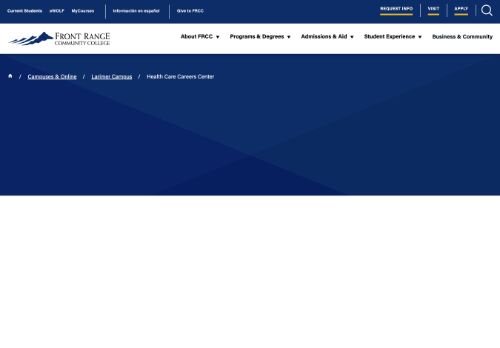 Current Students eWOLF MyCourses Información en español Give to FRCC REQUEST INFO VISIT APPLY
FRONT RANGE
COMMUNITY COLLEGE
About FRCC ▼ Programs & Degrees ▼ Admissions & Aid ▼ Student Experience ▼ Business & Community
/ Campuses & Online / Larimer Campus / Health Care Careers Center